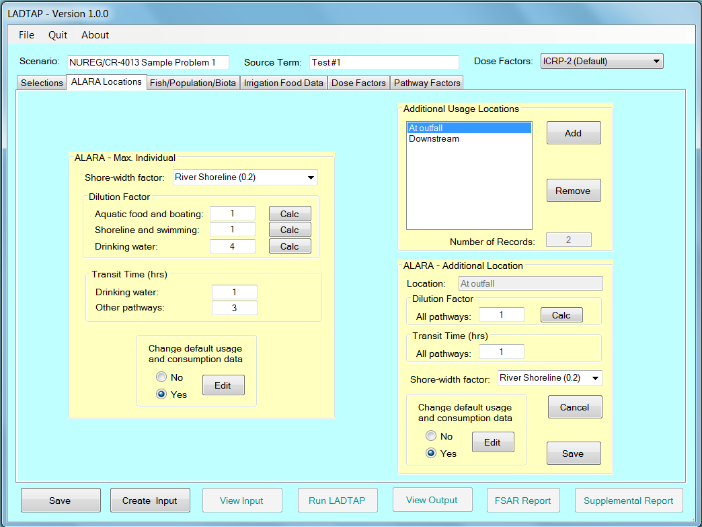 LADTAP - Version 1.0.0
File Quit About
Scenario: NUREG/CR-4013 Sample Problem 1 Source Term: Test #1 Dose Factors: ICRP-2 (Default)
Selections ALARA Locations Fish/Population/Biota Irrigation Food Data Dose Factors Pathway Factors
ALARA - Max. Individual
Shore-width factor: River Shoreline (0.2)
Dilution Factor
Aquatic food and boating: 1 Calc
Shoreline and swimming: 1 Calc
Drinking water: 4 Calc
Transit Time (hrs)
Drinking water: 1
Other pathways: 3
Change default usage
and consumption data
No
Yes
Edit
Additional Usage Locations
At outfall
Downstream
Add
Remove
Number of Records: 2
ALARA - Additional Location
Location: At outfall
Dilution Factor
All pathways: 1 Calc
Transit Time (hrs)
All pathways: 1
Shore-width factor: River Shoreline (0.2)
Change default usage
and consumption data
No
Yes
Edit
Cancel
Save
Save Create Input View Input Run LADTAP View Output FSAR Report Supplemental Report